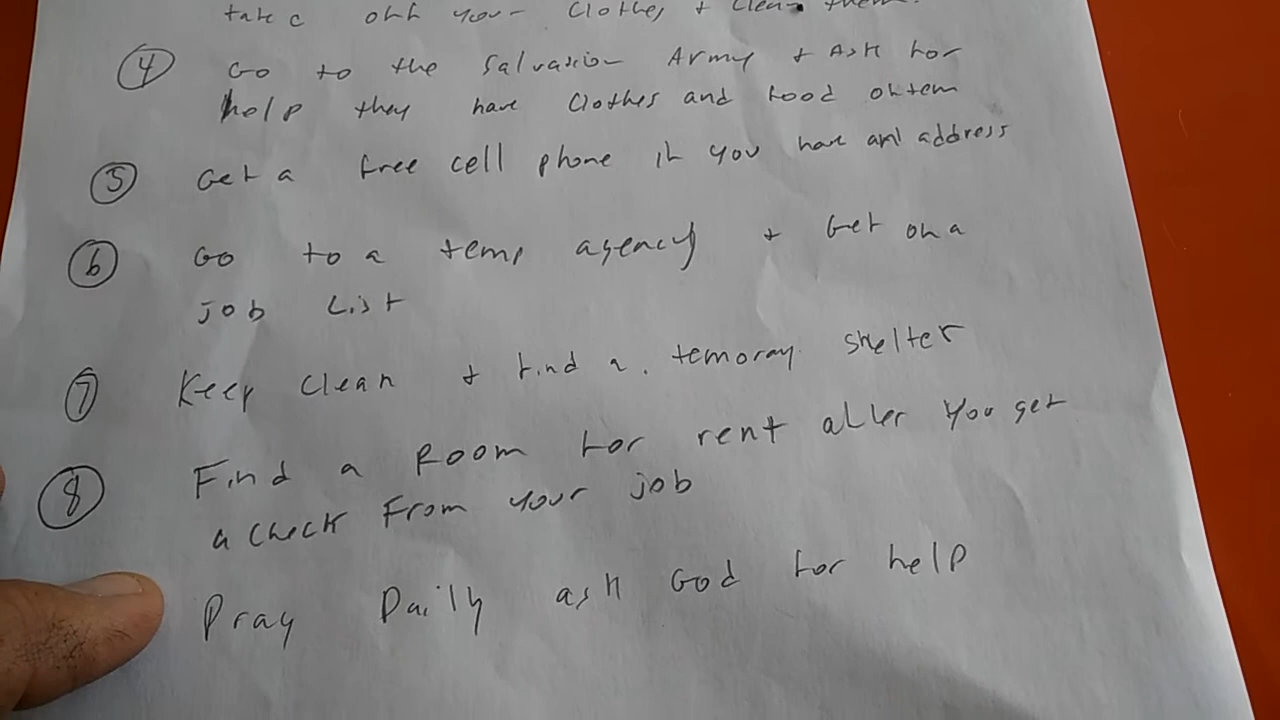 take off your clothes + clean them.
④ Go to the Salvasion Army + Ask for
help they have clothes and food oftem
⑤ Get a free cell phone if you have an address
⑥ Go to a temp agency + Get on a
job List
⑦ Keep clean + find a . temoray shelter
⑧ Find a Room for rent after you get
a check From your job
Pray Daily ask God for help